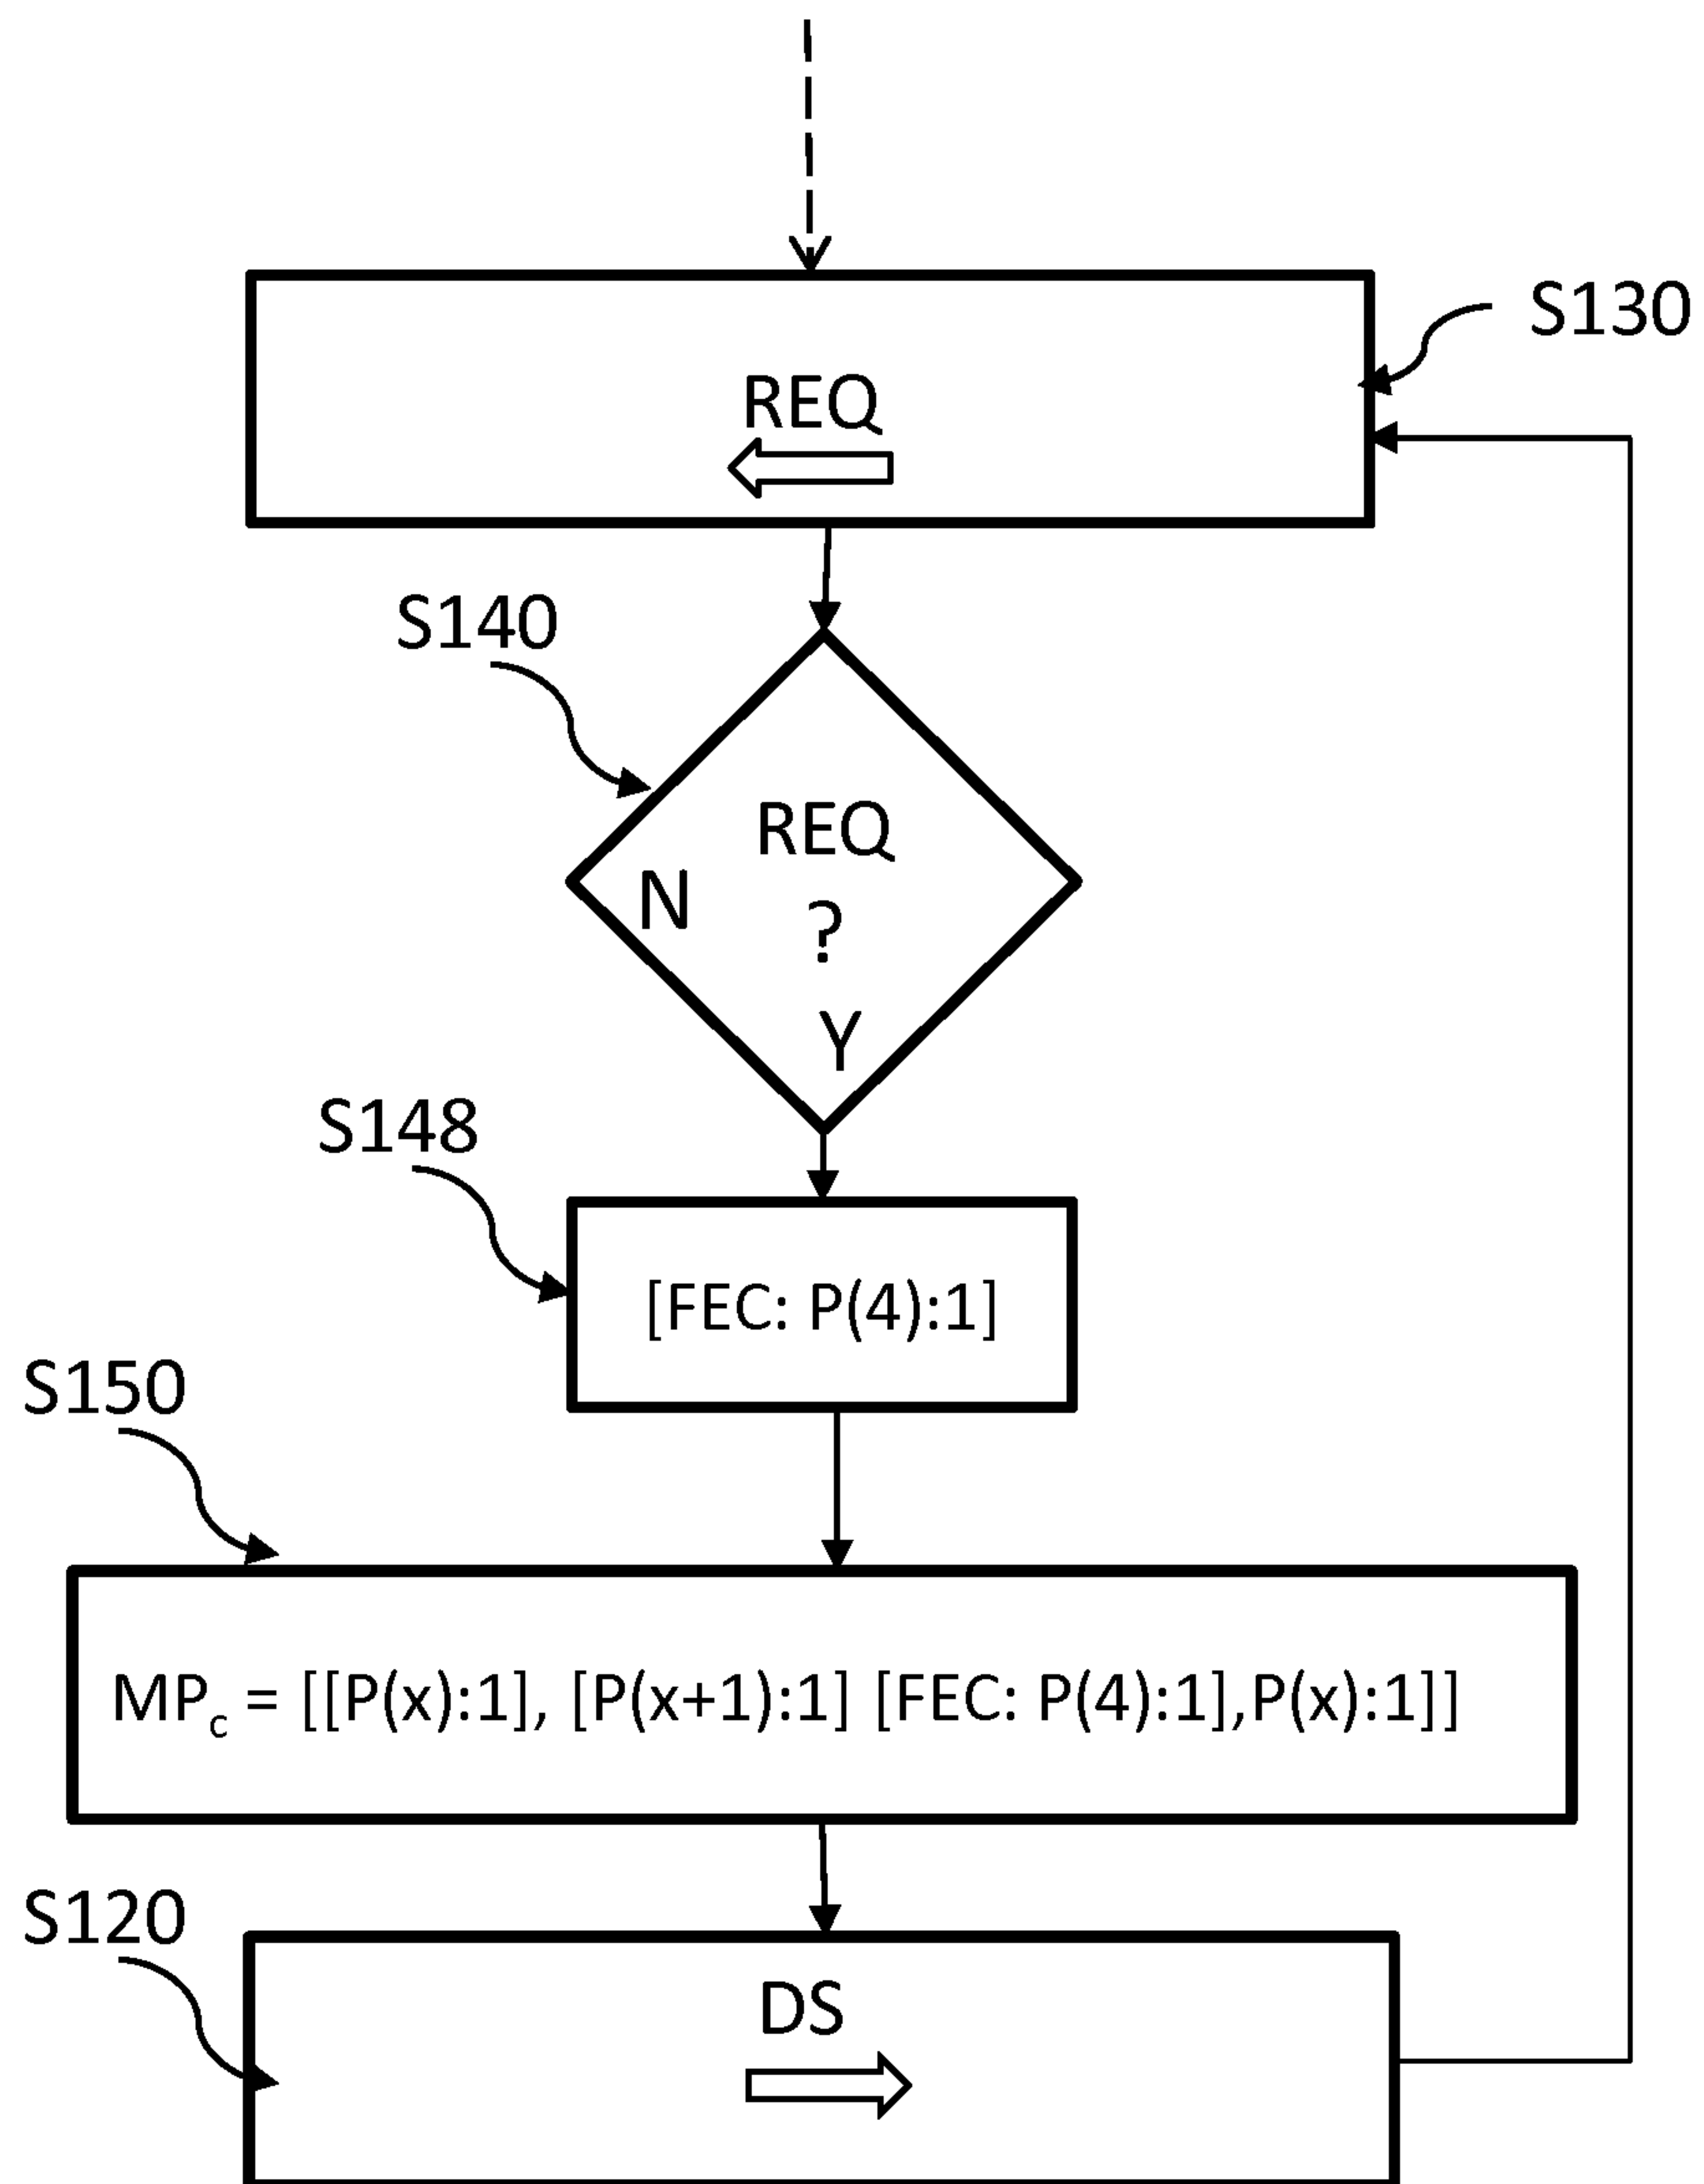 S130
REQ
S140
REQ
N
?
Y
S148
[FEC: P(4):1]
S150
MPc = [[P(x):1], [P(x+1):1] [FEC: P(4):1],P(x):1]]
S120
DS